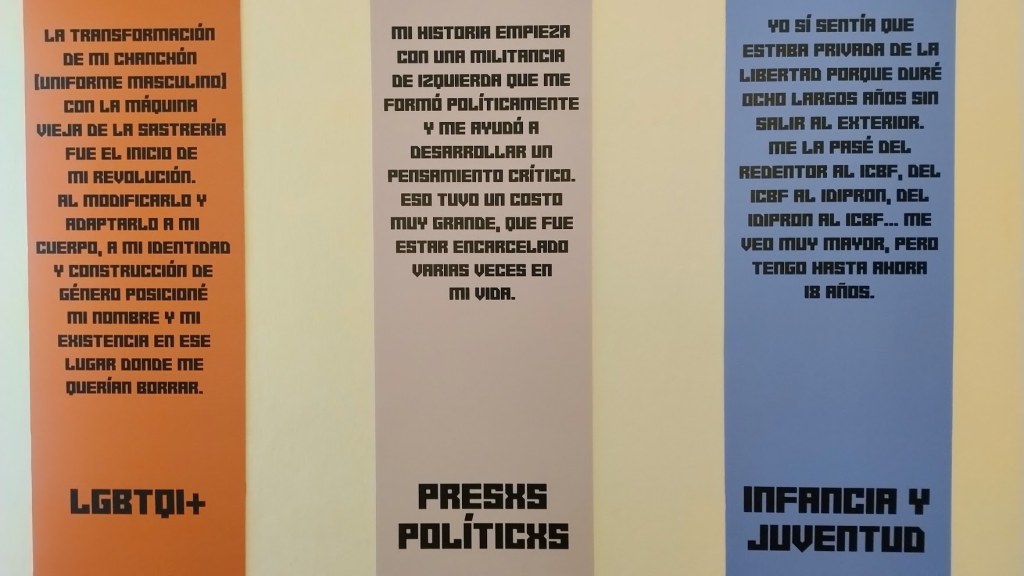 LA TRANSFORMACIÓN
DE MI CHANCHÓN
(UNIFORME MASCULINO)
CON LA MÁQUINA
VIEJA DE LA SASTRERÍA
FUE EL INICIO DE
MI REVOLUCIÓN.
AL MODIFICARLO Y
ADAPTARLO A MI
CUERPO, A MI IDENTIDAD
Y CONSTRUCCIÓN DE
GÉNERO POSICIONÉ
MI NOMBRE Y MI
EXISTENCIA EN ESE
LUGAR DONDE ME
QUERÍAN BORRAR.
LGBTQI+
MI HISTORIA EMPIEZA
CON UNA MILITANCIA
DE IZQUIERDA QUE ME
FORMÓ POLÍTICAMENTE
Y ME AYUDÓ A
DESARROLLAR UN
PENSAMIENTO CRÍTICO.
ESO TUVO UN COSTO
MUY GRANDE, QUE FUE
ESTAR ENCARCELADO
VARIAS VECES EN
MI VIDA.
PRESXS
POLÍTICXS
YO SÍ SENTÍA QUE
ESTABA PRIVADA DE LA
LIBERTAD PORQUE DURÉ
OCHO LARGOS AÑOS SIN
SALIR AL EXTERIOR.
ME LA PASÉ DEL
REDENTOR AL ICBF, DEL
ICBF AL IDIPRON, DEL
IDIPRON AL ICBF... ME
VEO MUY MAYOR, PERO
TENGO HASTA AHORA
18 AÑOS.
INFANCIA Y
JUVENTUD